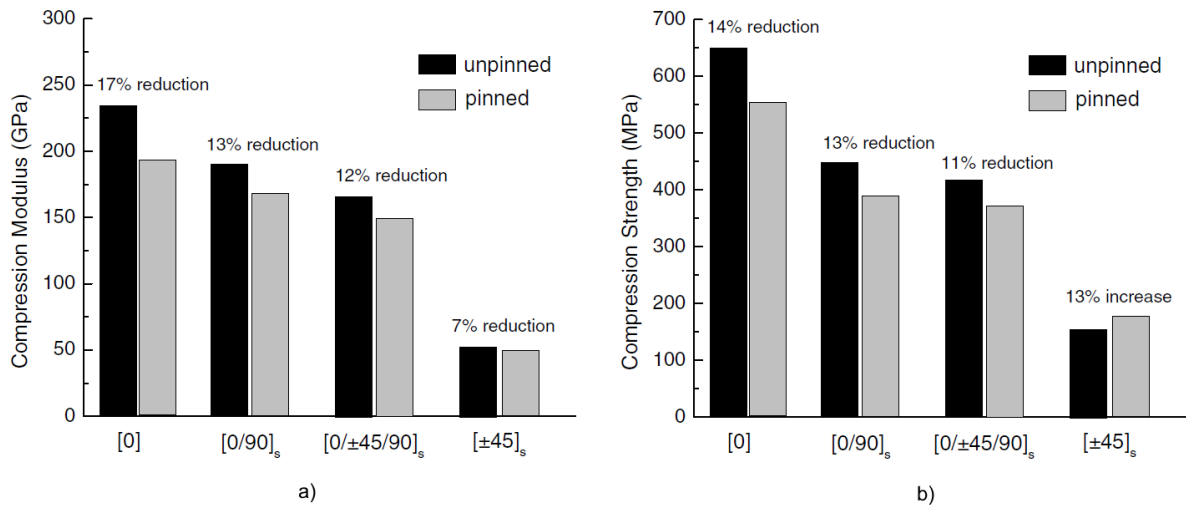 300
250
200
150
100
50
0
Compression Modulus (GPa)
unpinned
pinned
17% reduction
13% reduction
12% reduction
7% reduction
[0]
[0/90]s
[0/±45/90]s
[±45]s
a)
700
600
500
400
300
200
100
0
Compression Strength (MPa)
14% reduction
unpinned
pinned
13% reduction
11% reduction
13% increase
[0]
[0/90]s
[0/±45/90]s
[±45]s
b)